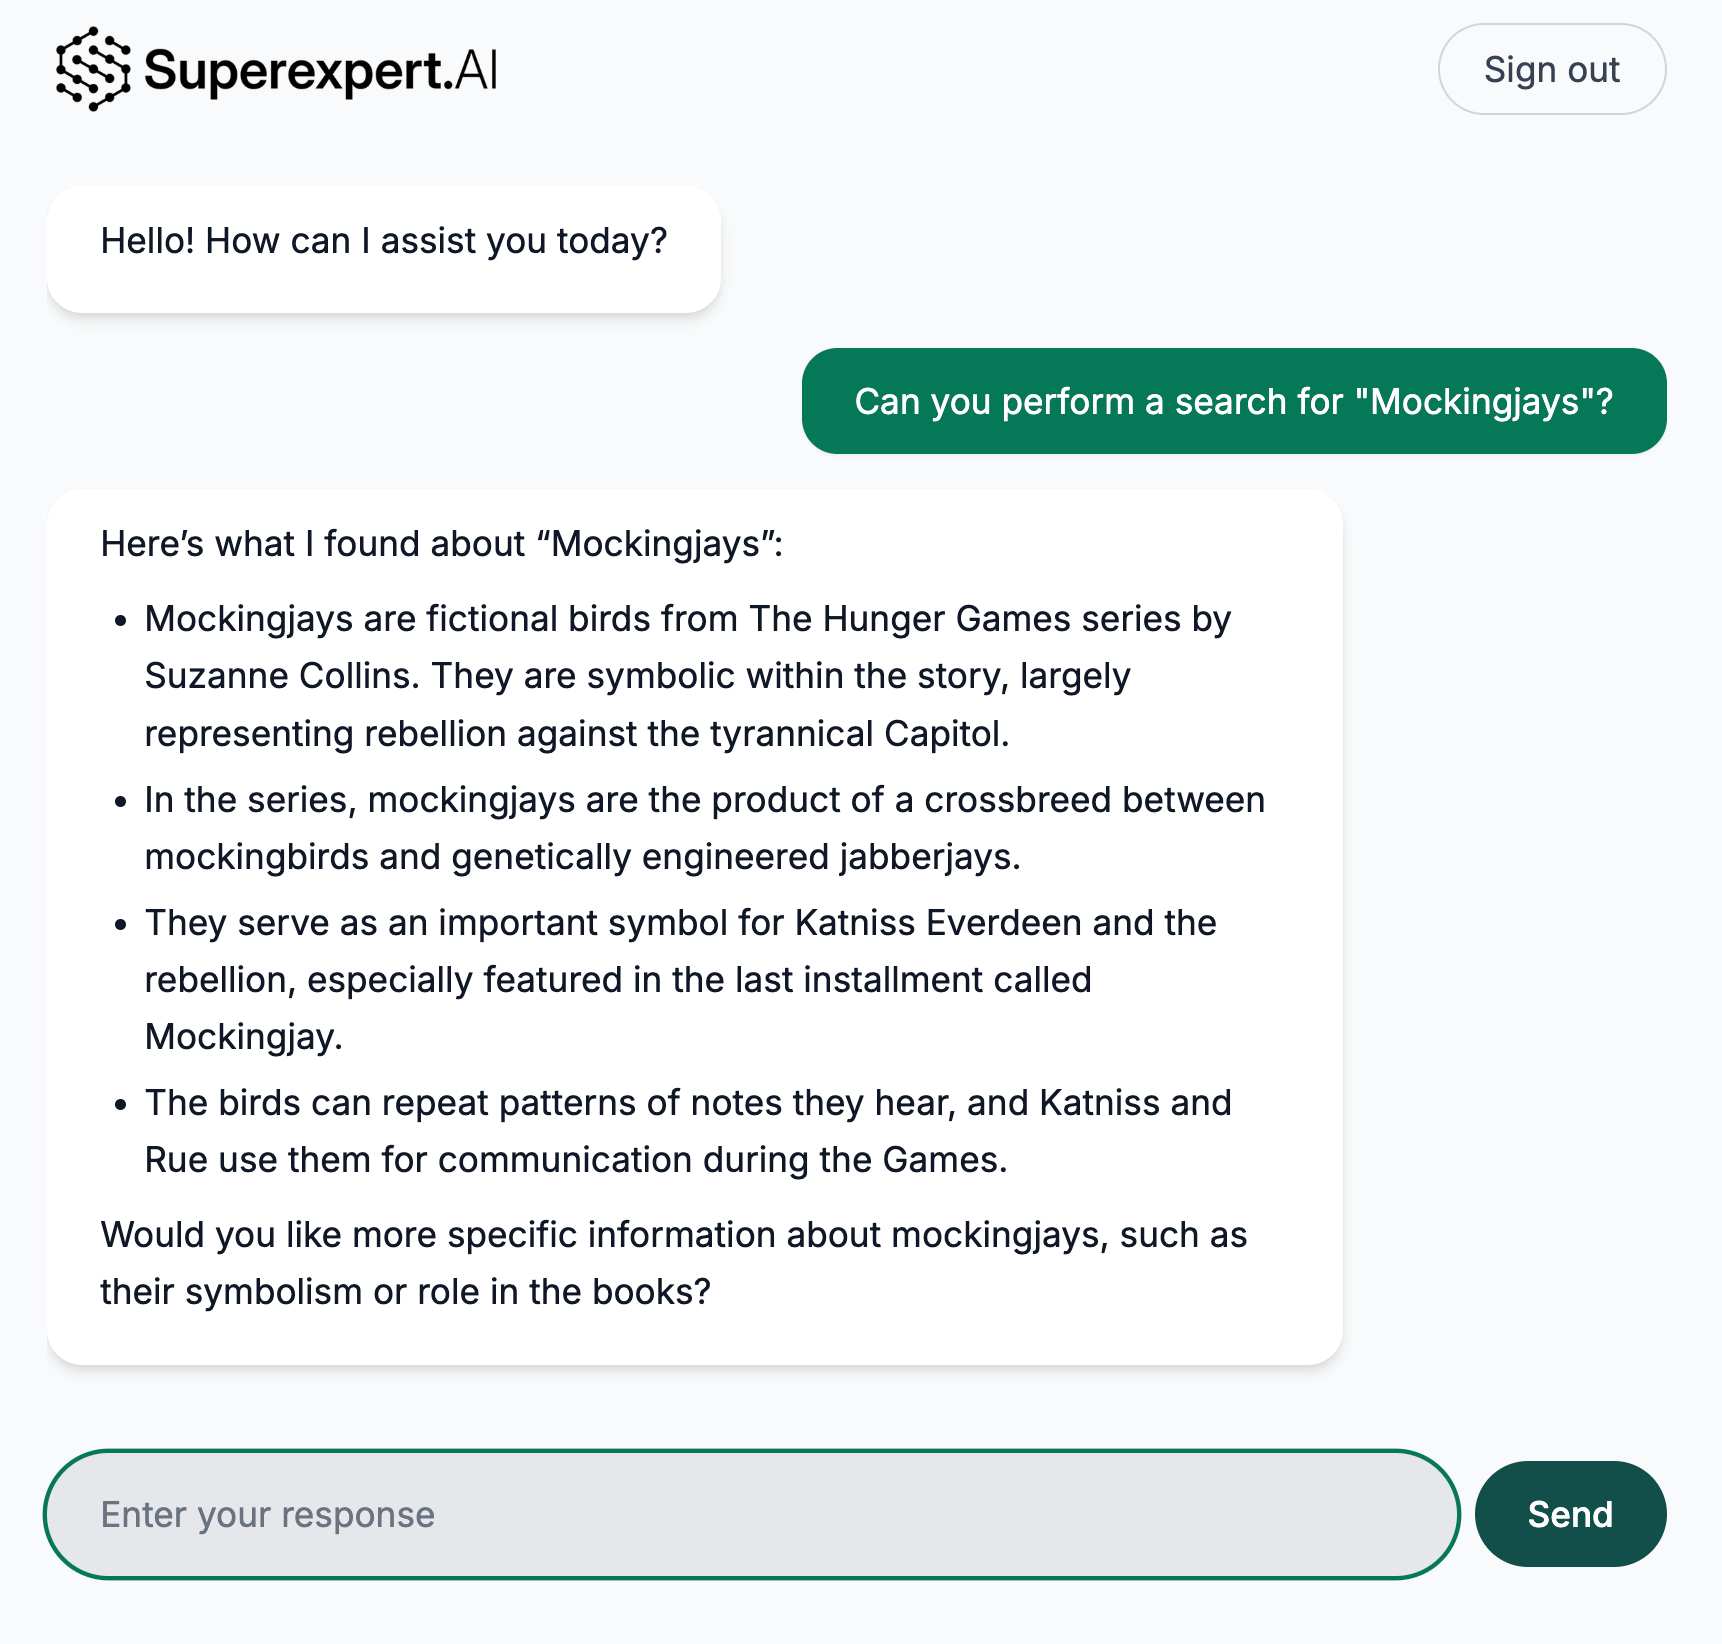 Superexpert.AI
Sign out
Hello! How can I assist you today?
Can you perform a search for "Mockingjays"?
Here’s what I found about “Mockingjays”:
• Mockingjays are fictional birds from The Hunger Games series by
Suzanne Collins. They are symbolic within the story, largely
representing rebellion against the tyrannical Capitol.
• In the series, mockingjays are the product of a crossbreed between
mockingbirds and genetically engineered jabberjays.
• They serve as an important symbol for Katniss Everdeen and the
rebellion, especially featured in the last installment called
Mockingjay.
• The birds can repeat patterns of notes they hear, and Katniss and
Rue use them for communication during the Games.
Would you like more specific information about mockingjays, such as
their symbolism or role in the books?
Enter your response
Send